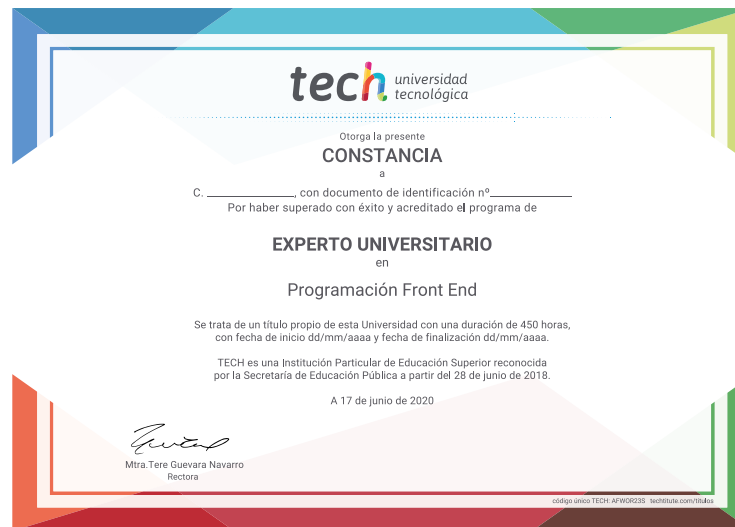 tech universidad
tecnológica
Otorga la presente
CONSTANCIA
a
C. ________________, con documento de identificación nº______________
Por haber superado con éxito y acreditado el programa de
EXPERTO UNIVERSITARIO
en
Programación Front End
Se trata de un título propio de esta Universidad con una duración de 450 horas,
con fecha de inicio dd/mm/aaaa y fecha de finalización dd/mm/aaaa.
TECH es una Institución Particular de Educación Superior reconocida
por la Secretaría de Educación Pública a partir del 28 de junio de 2018.
A 17 de junio de 2020
Mtra.Tere Guevara Navarro
Rectora
código único TECH: AFWOR23S techtitute.com/titulos